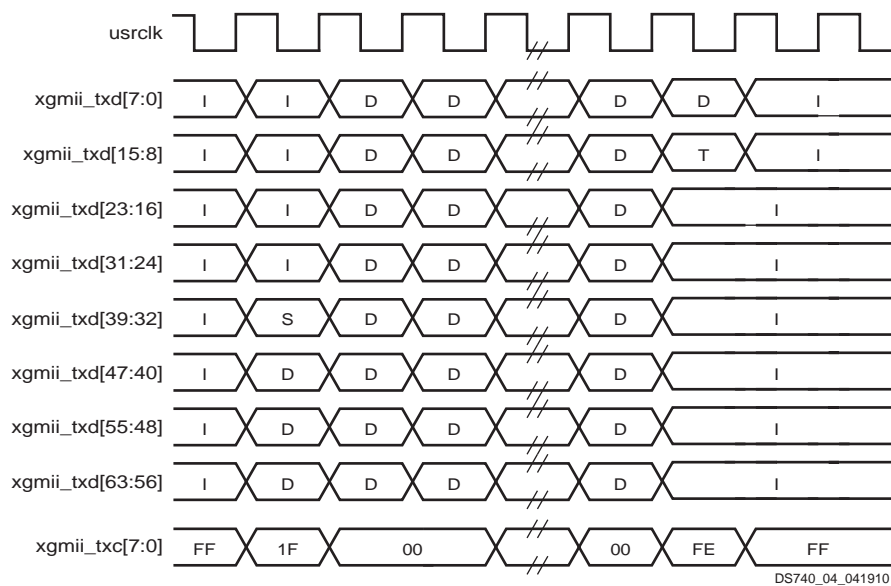 usrclk
xgmii_txd[7:0] I I D D D D I
xgmii_txd[15:8] I I D D D T I
xgmii_txd[23:16] I I D D D I
xgmii_txd[31:24] I I D D D I
xgmii_txd[39:32] I S D D D I
xgmii_txd[47:40] I D D D D I
xgmii_txd[55:48] I D D D D I
xgmii_txd[63:56] I D D D D I
xgmii_txc[7:0] FF 1F 00 00 FE FF
DS740_04_041910